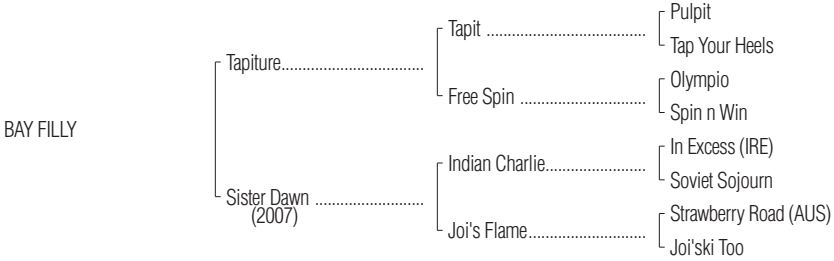 Pulpit
Tapit ....................................
Tap Your Heels
Tapiture................................
Olympio
Free Spin ............................
Spin n Win
BAY FILLY
In Excess (IRE)
Indian Charlie.......................
Soviet Sojourn
Sister Dawn ........................
(2007)
Strawberry Road (AUS)
Joi's Flame...........................
Joi'ski Too